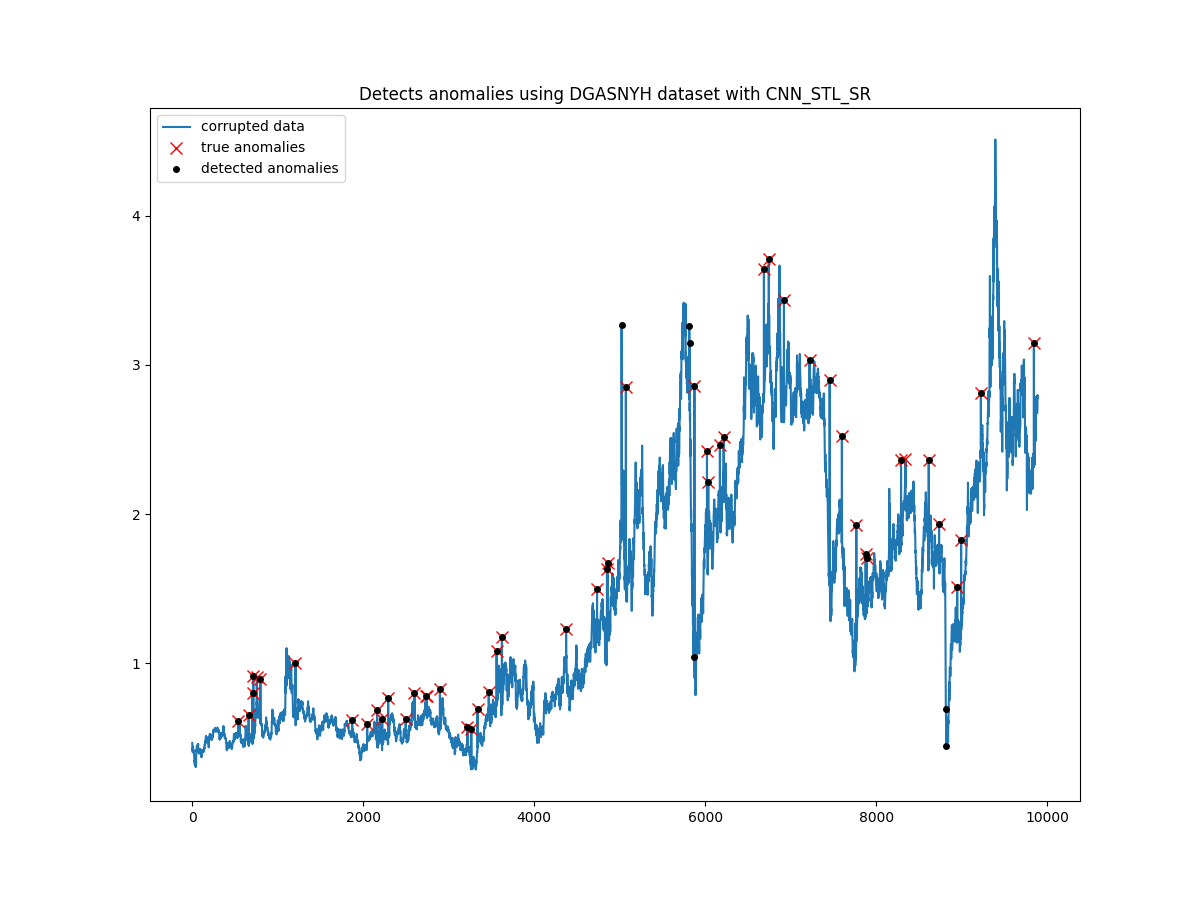 Detects anomalies using DGASNYH dataset with CNN_STL_SR
corrupted data
true anomalies
detected anomalies
4
3
2
1
0 2000 4000 6000 8000 10000